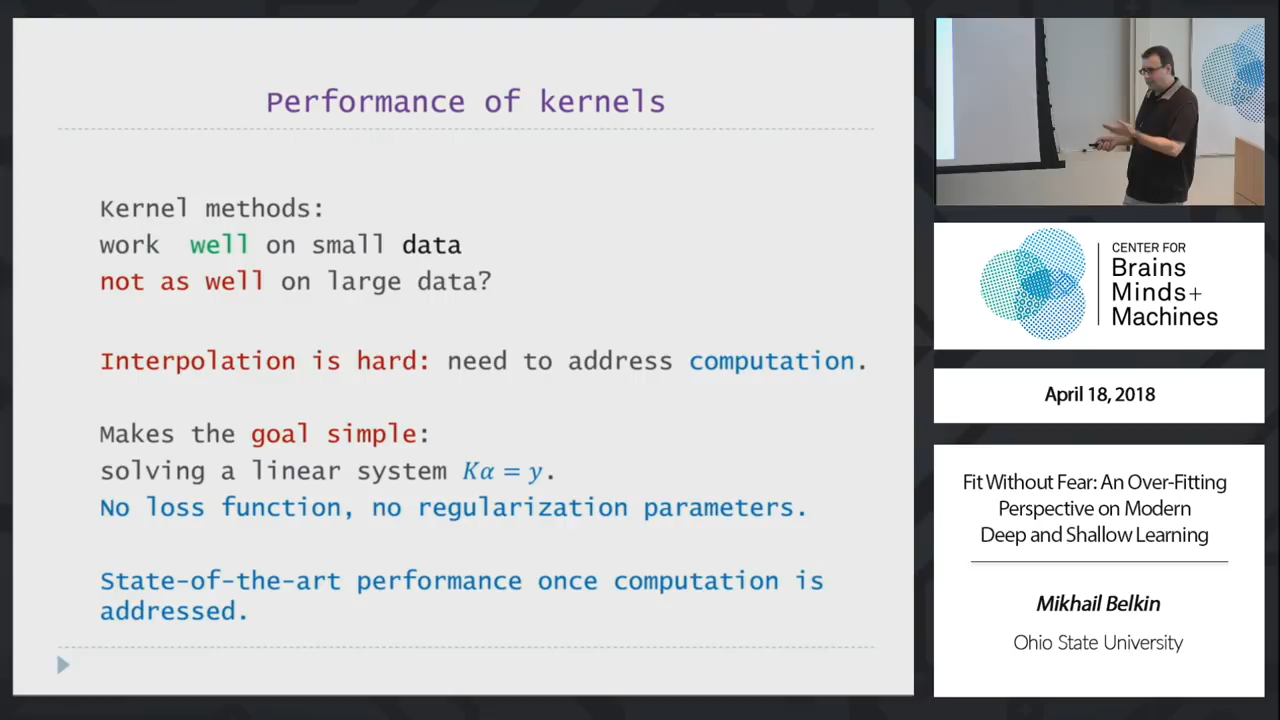 Performance of kernels
Kernel methods:
work well on small data
not as well on large data?
Interpolation is hard: need to address computation.
Makes the goal simple:
solving a linear system Kα = y.
No loss function, no regularization parameters.
State-of-the-art performance once computation is
addressed.
CENTER FOR
Brains
Minds+
Machines
April 18, 2018
Fit Without Fear: An Over-Fitting
Perspective on Modern
Deep and Shallow Learning
Mikhail Belkin
Ohio State University